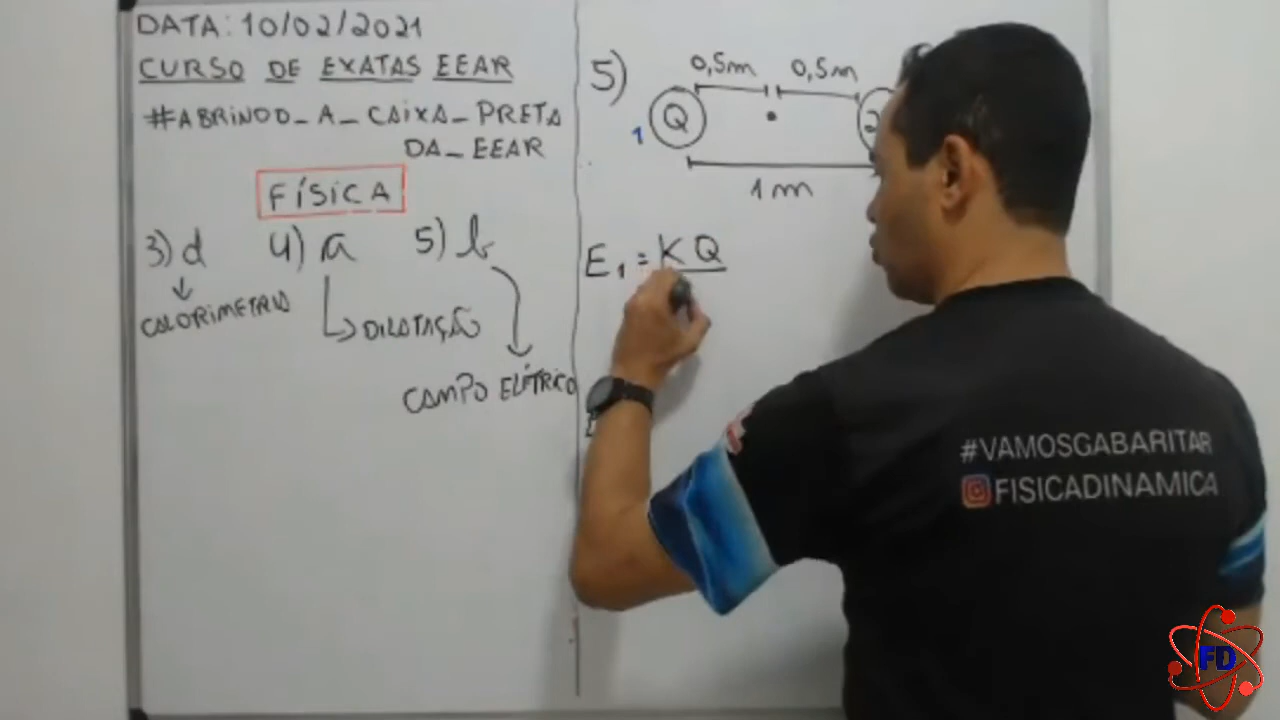 DATA: 10/02/2021
CURSO DE EXATAS EEAR
#ABRINDO_A_CAIXA_PRETA
DA_EEAR
FÍSICA
3) d 4) a 5) b
CALORIMETRIA
DILATAÇÃO
CAMPO ELÉTRICO
5)
0,5m 0,5m
1 Q 2
1m
E₁ = K Q
#VAMOSGABARITAR
FISICADINAMICA
FD